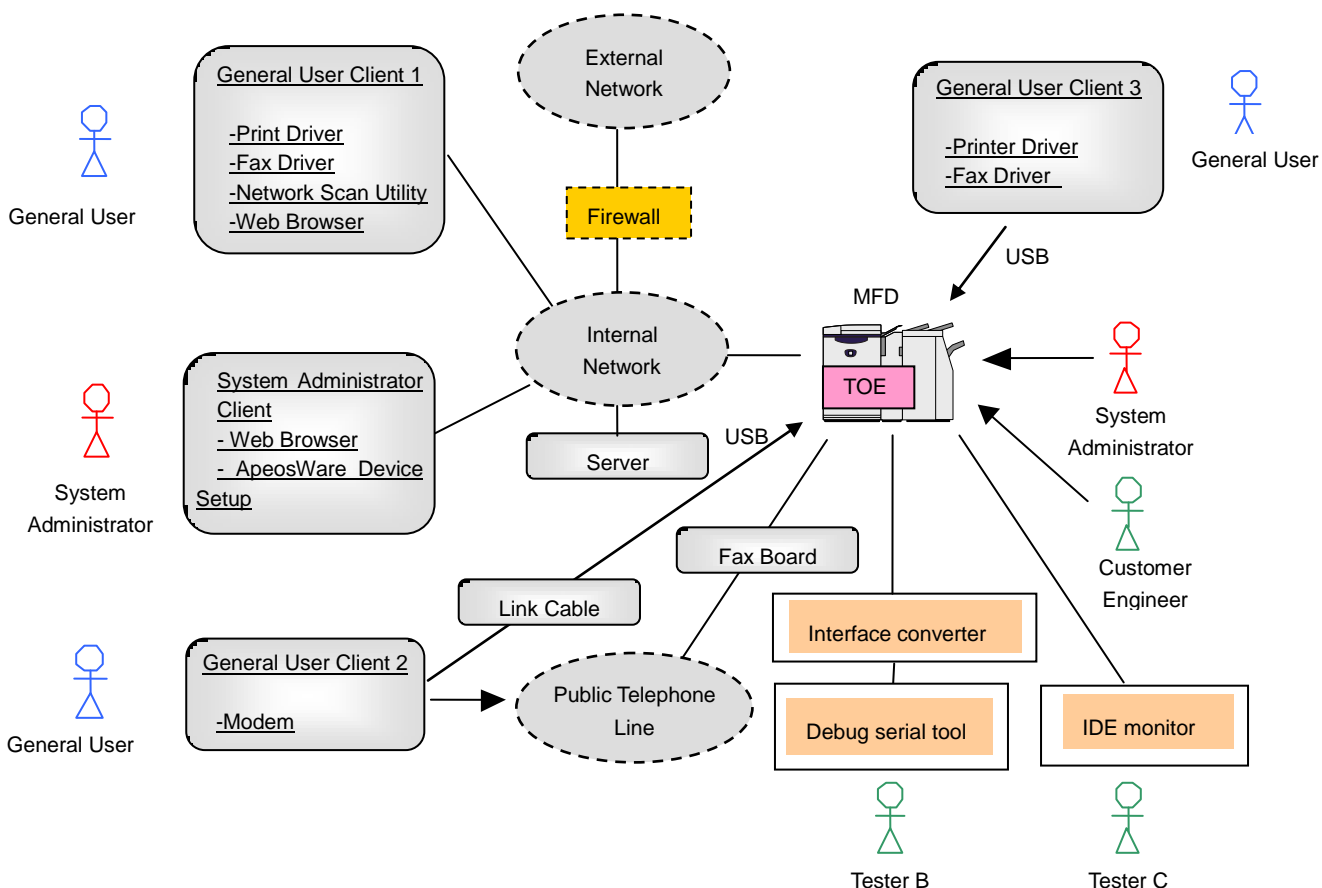 External
Network
General User Client 1
-Print Driver
-Fax Driver
-Network Scan Utility
-Web Browser
General User
General User Client 3
-Printer Driver
-Fax Driver
General User
Firewall
USB
MFD
Internal
Network
TOE
System Administrator
Client
- Web Browser
- ApeosWare Device
Setup
System
Administrator
Server
USB
System
Administrator
Fax Board
Customer
Engineer
Link Cable
Interface converter
General User Client 2
-Modem
General User
Public Telephone
Line
Debug serial tool
IDE monitor
Tester B
Tester C